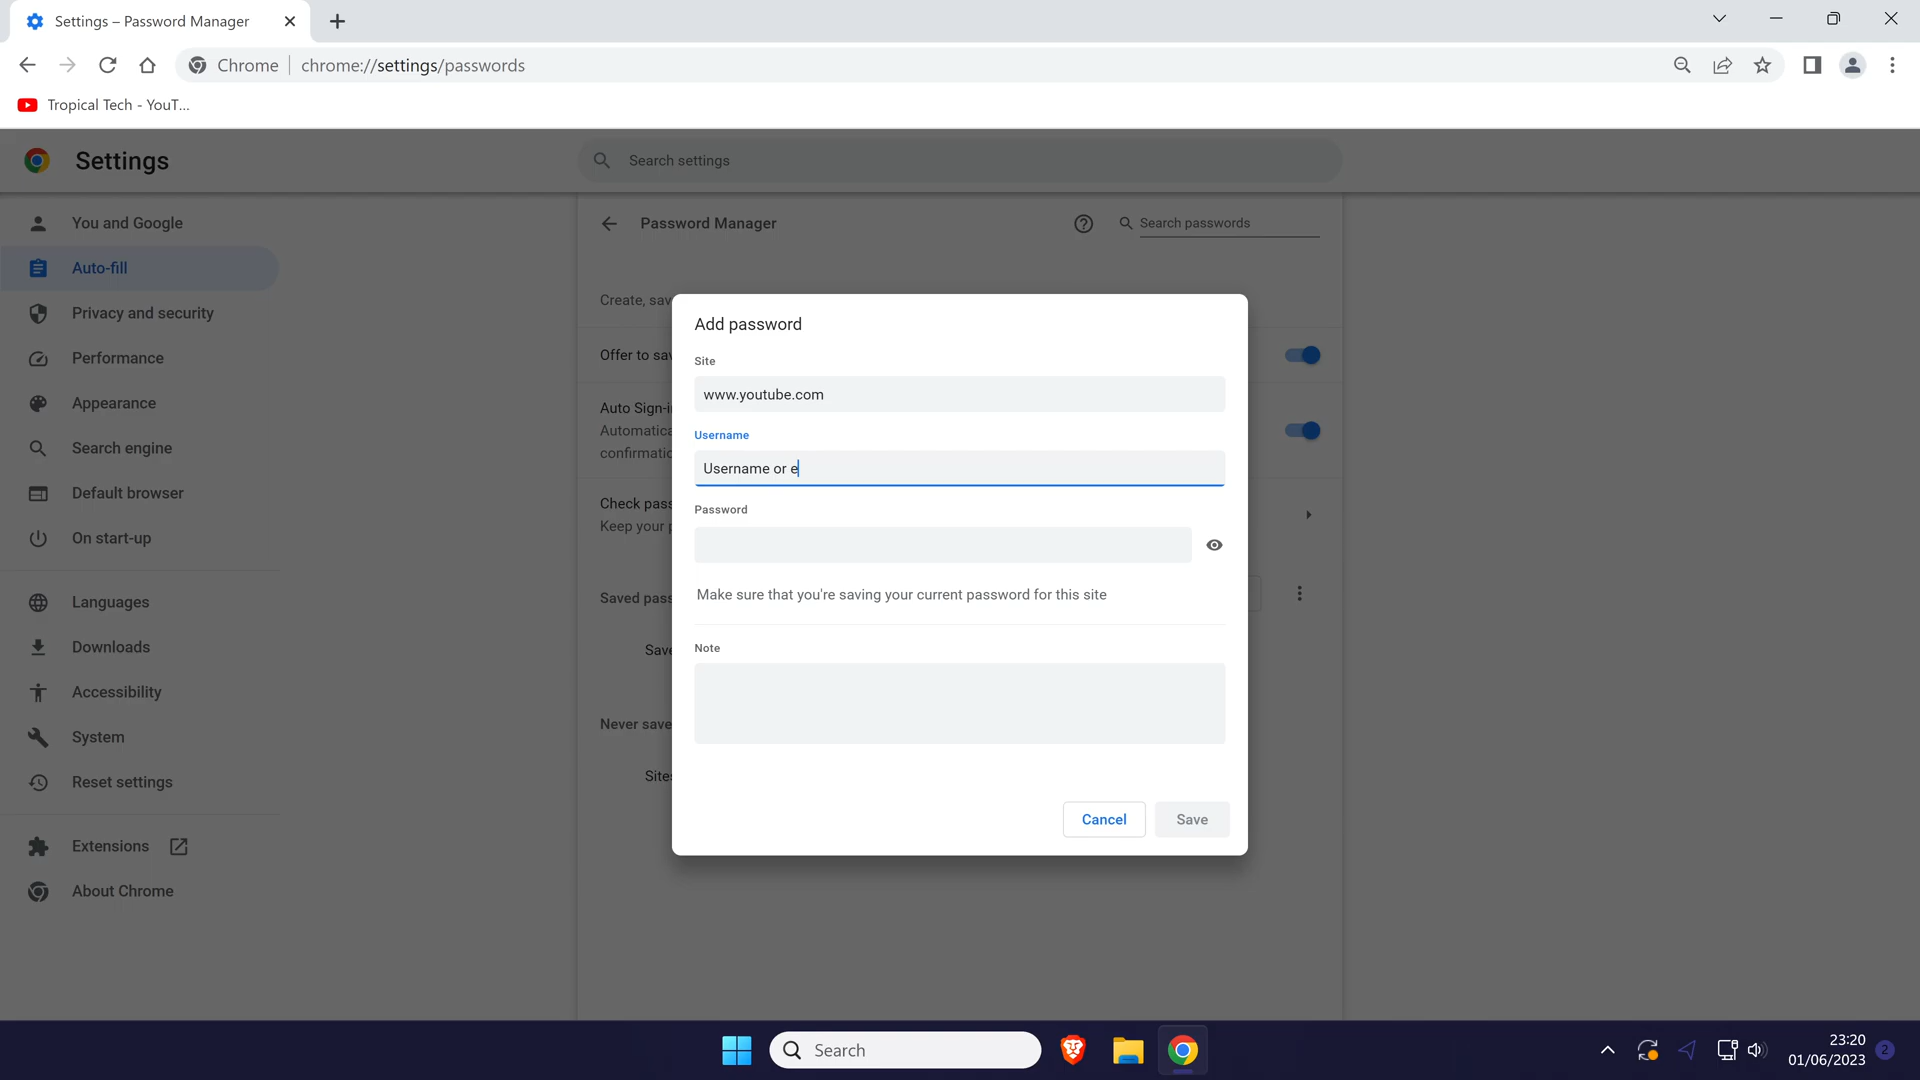 Settings – Password Manager
Chrome
chrome://settings/passwords
Tropical Tech - YouT...
Settings
Search settings
You and Google
Auto-fill
Privacy and security
Performance
Appearance
Search engine
Default browser
On start-up
Languages
Downloads
Accessibility
System
Reset settings
Extensions
About Chrome
Password Manager
Search passwords
Create, sav
Offer to sav
Auto Sign-i
Automatica
confirmatio
Check pass
Keep your p
Saved pass
Save
Never save
Sites
Add password
Site
www.youtube.com
Username
Username or e
Password
Make sure that you're saving your current password for this site
Note
Cancel
Save
Search
23:20
01/06/2023
2